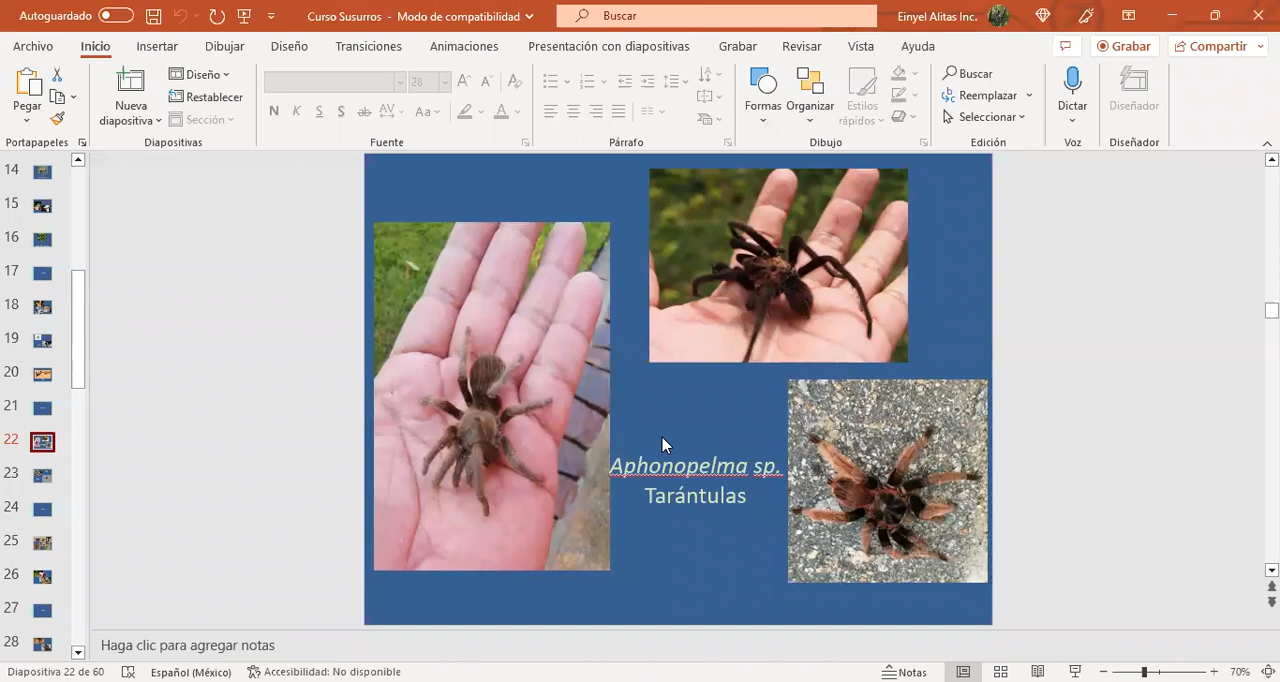 Autoguardado
Curso Susurros - Modo de compatibilidad
Buscar
Einyel Alitas Inc.
Archivo Inicio Insertar Dibujar Diseño Transiciones Animaciones Presentación con diapositivas Grabar Revisar Vista Ayuda
Grabar
Compartir
Pegar
Portapapeles
Nueva
diapositiva
Diseño
Restablecer
Sección
Diapositivas
28
N K S S ab AV Aa A
Fuente
Párrafo
Formas
Organizar
Estilos
rápidos
Dibujo
Buscar
Reemplazar
Seleccionar
Edición
Dictar
Voz
Diseñador
Diseñador
14
15
16
17
18
19
20
21
22
23
24
25
26
27
28
Aphonopelma sp.
Tarántulas
Haga clic para agregar notas
Diapositiva 22 de 60 Español (México) Accesibilidad: No disponible Notas 70%